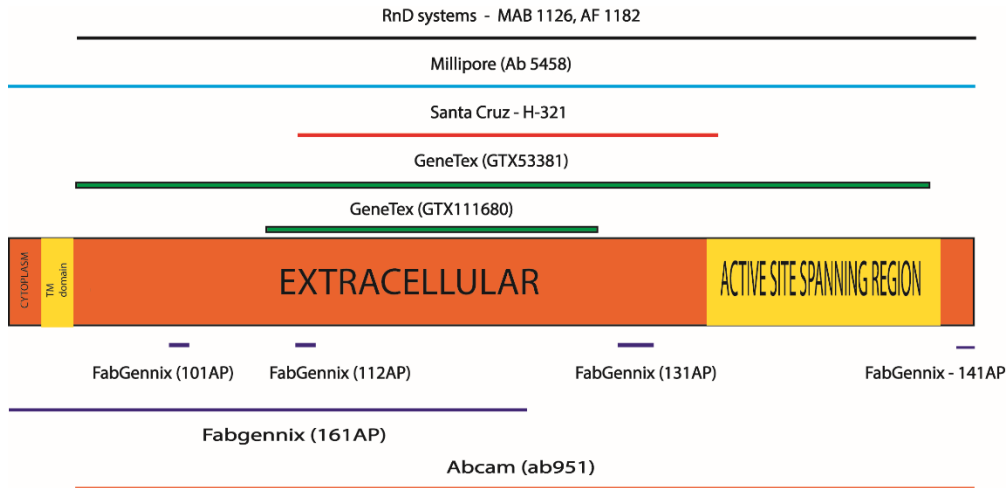 RnD systems - MAB 1126, AF 1182
Millipore (Ab 5458)
Santa Cruz - H-321
GeneTex (GTX53381)
GeneTex (GTX111680)
CYTOPLASM
TM
domain
EXTRACELLULAR
ACTIVE SITE SPANNING REGION
FabGennix (101AP)
FabGennix (112AP)
FabGennix (131AP)
FabGennix - 141AP
Fabgennix (161AP)
Abcam (ab951)